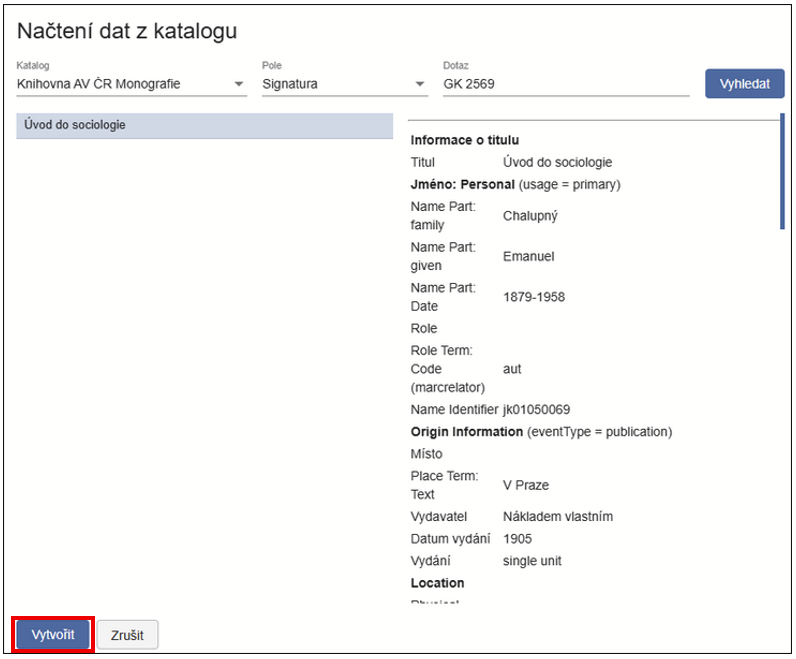 Načtení dat z katalogu
Katalog Pole Dotaz
Knihovna AV ČR Monografie Signatura GK 2569 Vyhledat
Úvod do sociologie
Informace o titulu
Titul Úvod do sociologie
Jméno: Personal (usage = primary)
Name Part:
family Chalupný
Name Part:
given Emanuel
Name Part:
Date 1879-1958
Role
Role Term:
Code aut
(marcrelator)
Name Identifier jk01050069
Origin Information (eventType = publication)
Místo
Place Term:
Text V Praze
Vydavatel Nákladem vlastním
Datum vydání 1905
Vydání single unit
Location
Physical
Vytvořit Zrušit